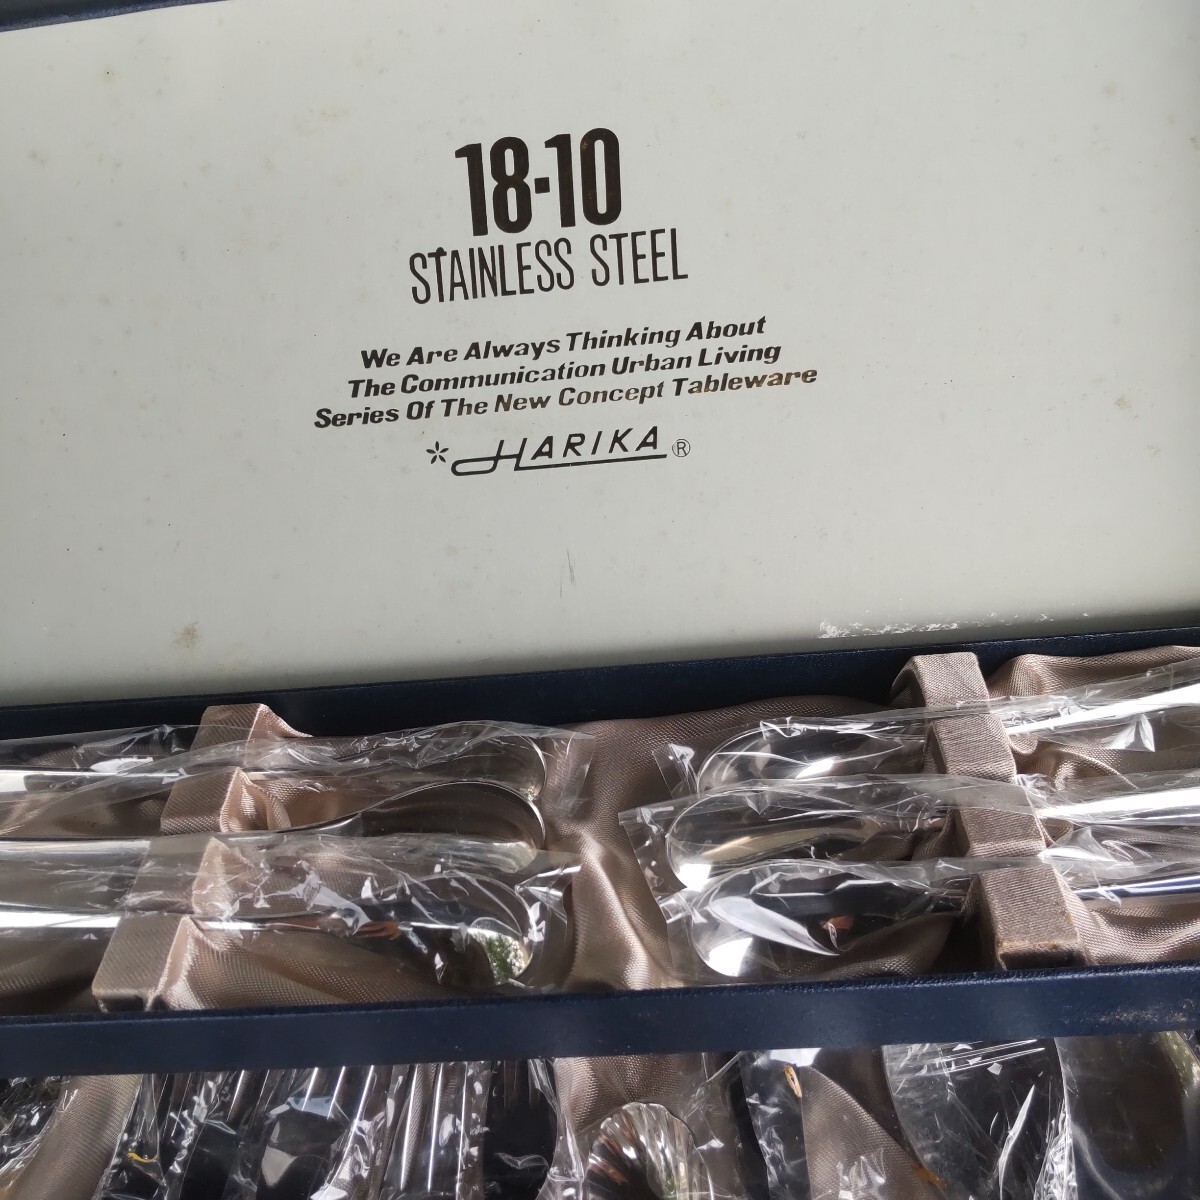 18-10
STAINLESS STEEL
We Are Always Thinking About
The Communication Urban Living
Series Of The New Concept Tableware
* HARIKA ®